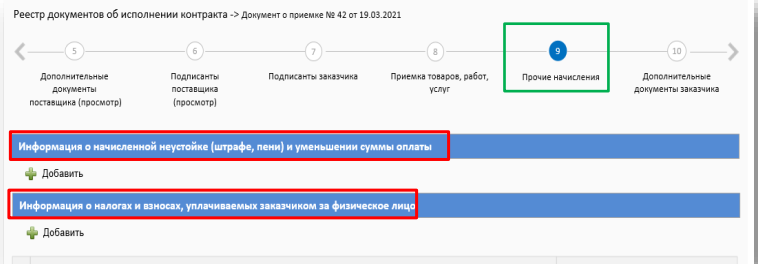 Реестр документов об исполнении контракта -> Документ о приемке № 42 от 19.03.2021
5 6 7 8 9 10
Дополнительные документы поставщика (просмотр)
Подписанты поставщика (просмотр)
Подписанты заказчика
Приемка товаров, работ, услуг
Прочие начисления
Дополнительные документы заказчика
Информация о начисленной неустойке (штрафе, пени) и уменьшении суммы оплаты
Добавить
Информация о налогах и взносах, уплачиваемых заказчиком за физическое лицо
Добавить